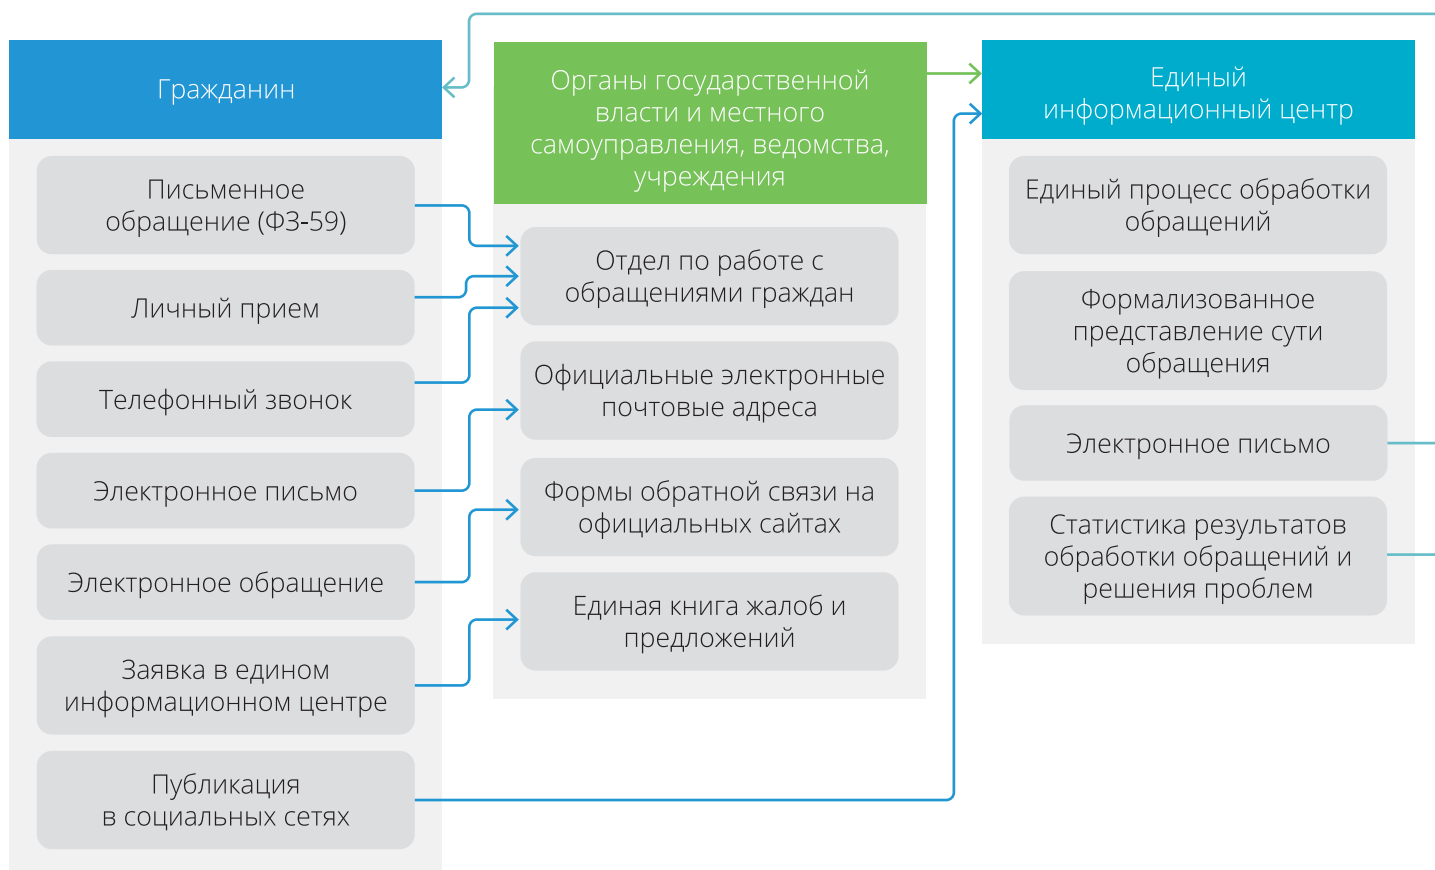 Гражданин
Письменное
обращение (ФЗ-59)
Личный прием
Телефонный звонок
Электронное письмо
Электронное обращение
Заявка в едином
информационном центре
Публикация
в социальных сетях
Органы государственной
власти и местного
самоуправления, ведомства,
учреждения
Отдел по работе с
обращениями граждан
Официальные электронные
почтовые адреса
Формы обратной связи на
официальных сайтах
Единая книга жалоб и
предложений
Единый
информационный центр
Единый процесс обработки
обращений
Формализованное
представление сути
обращения
Электронное письмо
Статистика результатов
обработки обращений и
решения проблем